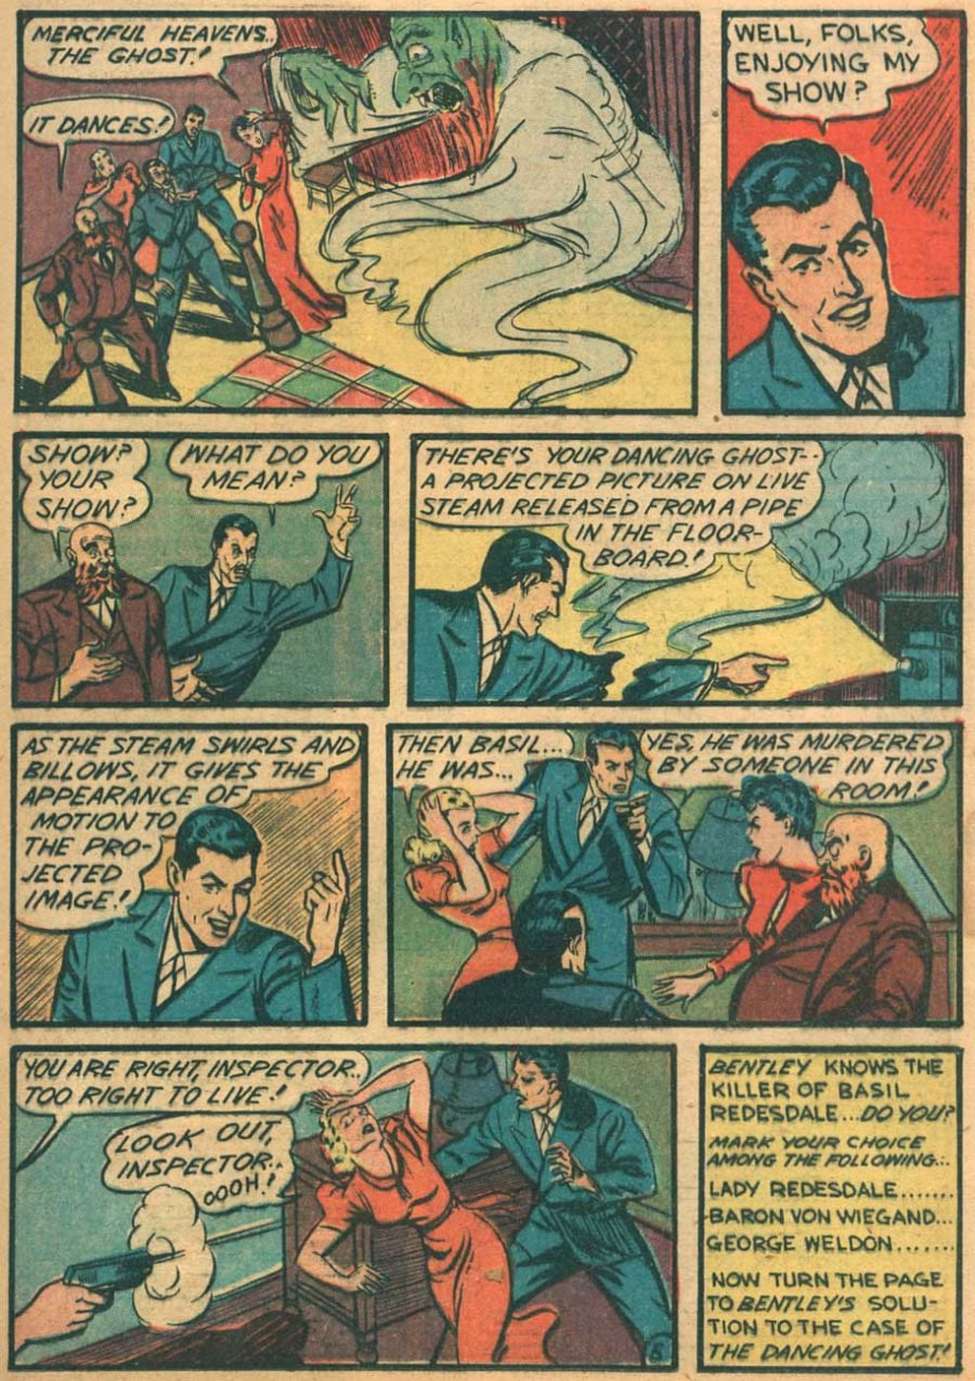 MERCIFUL HEAVENS..
THE GHOST!
IT DANCES!
WELL, FOLKS,
ENJOYING MY
SHOW?
SHOW?
YOUR
SHOW?
WHAT DO YOU
MEAN?
THERE'S YOUR DANCING GHOST--
A PROJECTED PICTURE ON LIVE
STEAM RELEASED FROM A PIPE
IN THE FLOOR-
BOARD!
AS THE STEAM SWIRLS AND
BILLOWS, IT GIVES THE
APPEARANCE OF
MOTION TO
THE PRO-
JECTED
IMAGE!
THEN BASIL...
HE WAS...
YES, HE WAS MURDERED
BY SOMEONE IN THIS
ROOM!
YOU ARE RIGHT, INSPECTOR..
TOO RIGHT TO LIVE!
LOOK OUT,
INSPECTOR..
OOOH!
5
BENTLEY KNOWS THE
KILLER OF BASIL
REDESDALE...DO YOU?
MARK YOUR CHOICE
AMONG THE FOLLOWING...
LADY REDESDALE.......
BARON VON WIEGAND...
GEORGE WELDON.......
NOW TURN THE PAGE
TO BENTLEY'S SOLU-
TION TO THE CASE OF
THE DANCING GHOST!